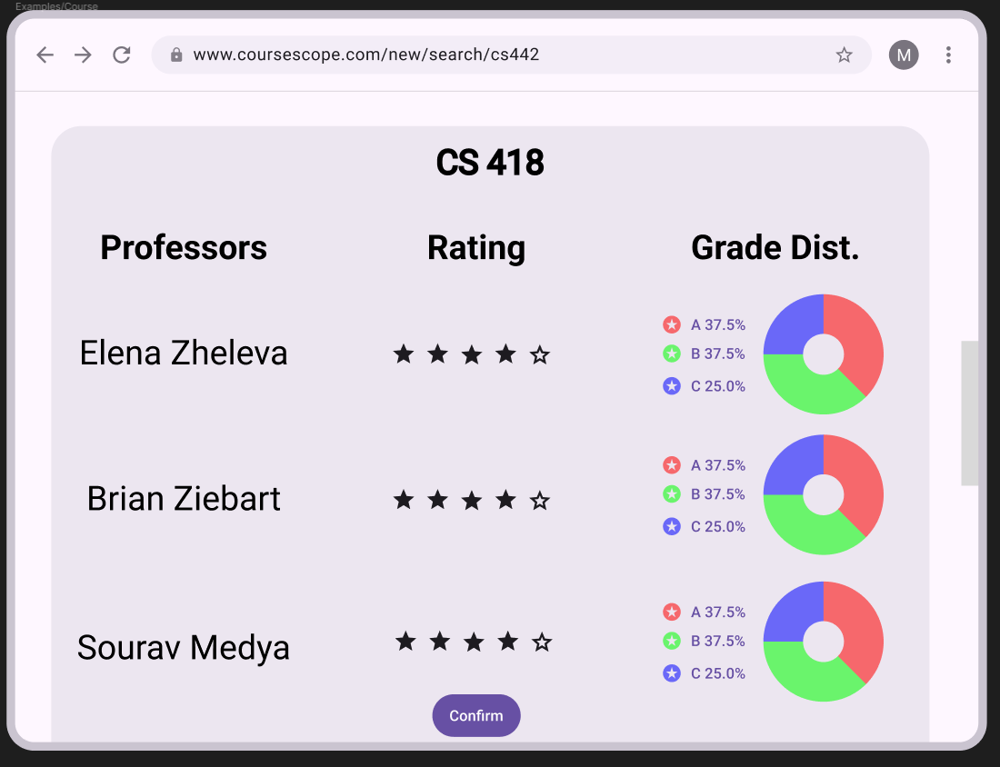 Examples/Course
www.coursescope.com/new/search/cs442
M
CS 418
Professors Rating Grade Dist.
Elena Zheleva
A 37.5%
B 37.5%
C 25.0%
Brian Ziebart
A 37.5%
B 37.5%
C 25.0%
Sourav Medya
A 37.5%
B 37.5%
C 25.0%
Confirm